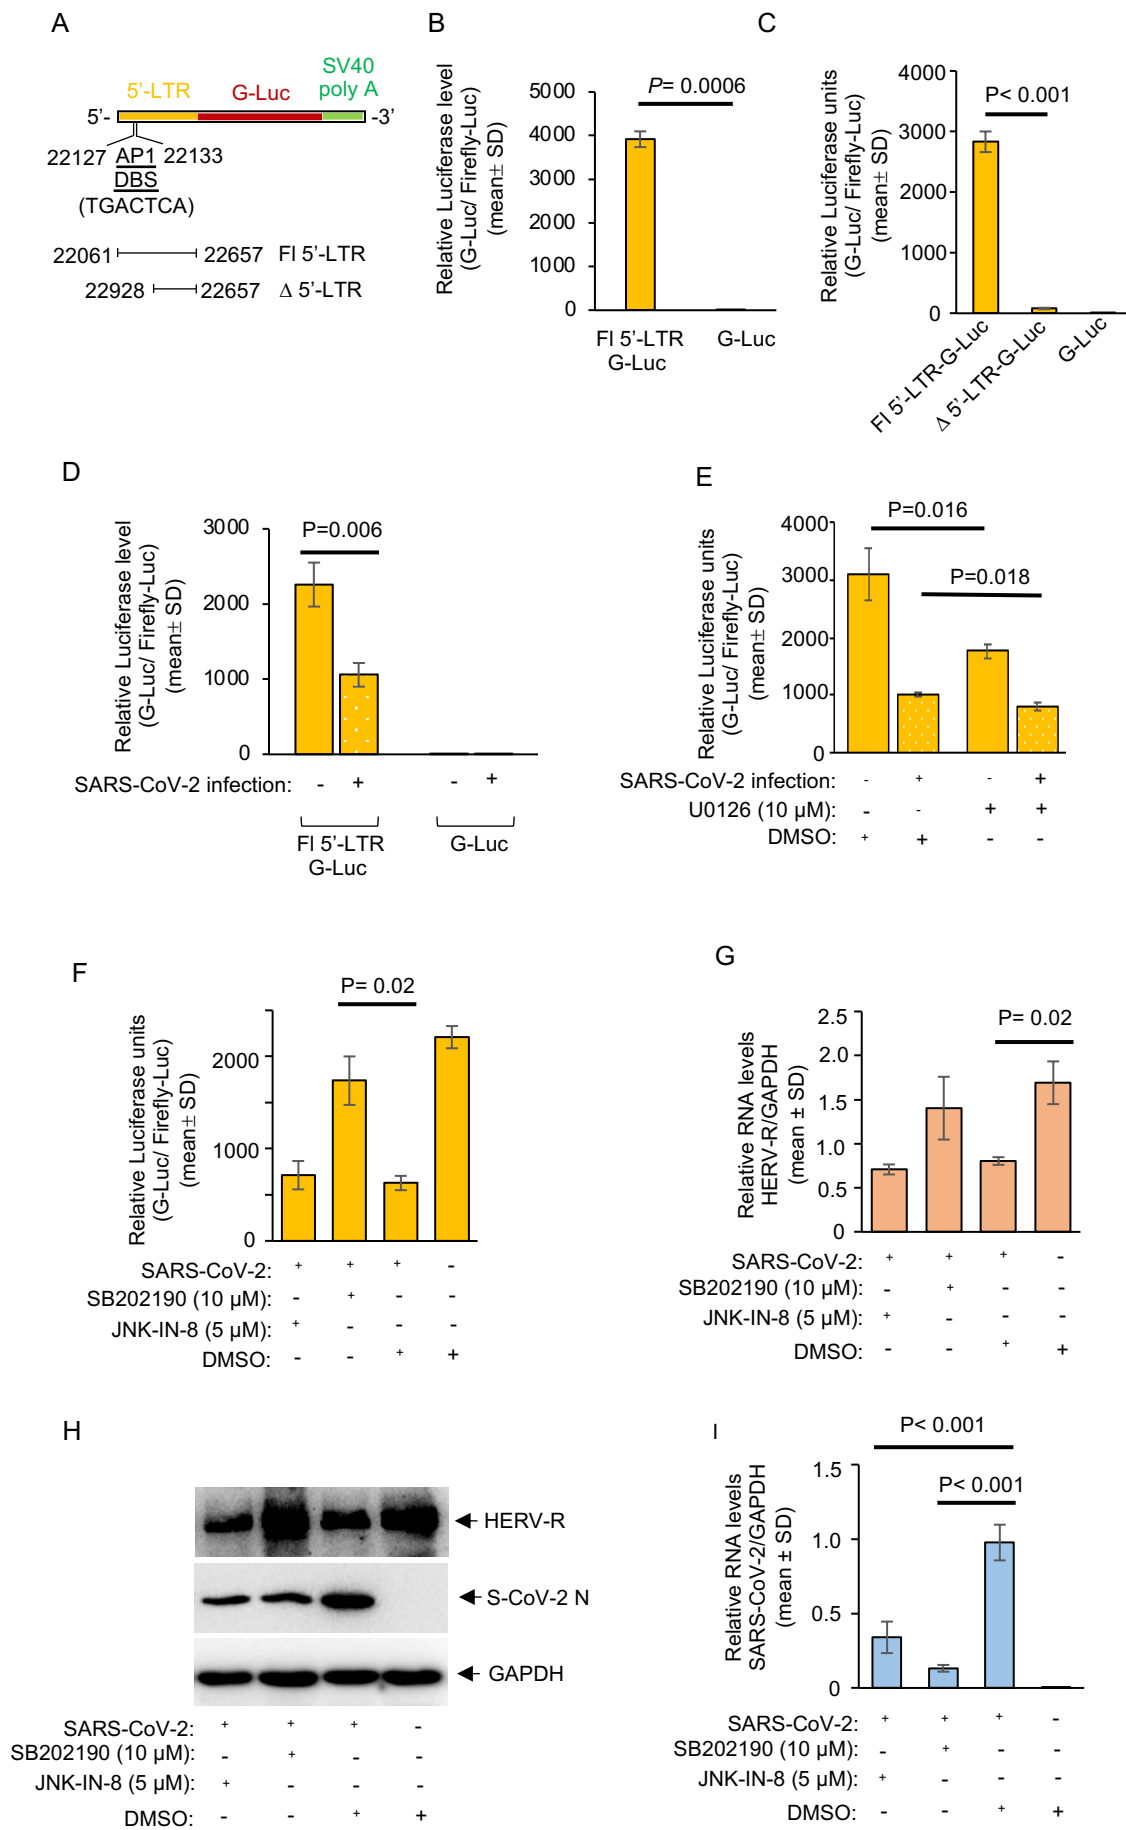 A
5'-LTR
G-Luc
SV40
poly A
5'-
-3'
22127 AP1 22133
DBS
(TGACTCA)
22061 22657 Fl 5'-LTR
22928 22657 Δ 5'-LTR
B
Relative Luciferase level
(G-Luc/ Firefly-Luc)
(mean± SD)
5000
4000
3000
2000
1000
0
P= 0.0006
Fl 5'-LTR
G-Luc
G-Luc
C
Relative Luciferase units
(G-Luc/ Firefly-Luc)
(mean± SD)
4000
3000
2000
1000
0
P< 0.001
Fl 5'-LTR-G-Luc
Δ 5'-LTR-G-Luc
G-Luc
D
Relative Luciferase level
(G-Luc/ Firefly-Luc)
(mean± SD)
3000
2000
1000
0
P=0.006
SARS-CoV-2 infection: - + - +
Fl 5'-LTR
G-Luc
G-Luc
E
Relative Luciferase units
(G-Luc/ Firefly-Luc)
(mean± SD)
4000
3000
2000
1000
0
P=0.016
P=0.018
SARS-CoV-2 infection: - + - +
U0126 (10 µM): - - + +
DMSO: + + - -
F
Relative Luciferase units
(G-Luc/ Firefly-Luc)
(mean± SD)
2000
1000
0
P= 0.02
SARS-CoV-2: + + + -
SB202190 (10 µM): - + - -
JNK-IN-8 (5 µM): + - - -
DMSO: - - + +
G
Relative RNA levels
HERV-R/GAPDH
(mean ± SD)
2.5
2.0
1.5
1.0
0.5
0
P= 0.02
SARS-CoV-2: + + + -
SB202190 (10 µM): - + - -
JNK-IN-8 (5 µM): + - - -
DMSO: - - + +
H
HERV-R
S-CoV-2 N
GAPDH
SARS-CoV-2: + + + -
SB202190 (10 µM): - + - -
JNK-IN-8 (5 µM): + - - -
DMSO: - - + +
I
Relative RNA levels
SARS-CoV-2/GAPDH
(mean ± SD)
1.5
1.0
0.5
0
P< 0.001
P< 0.001
SARS-CoV-2: + + + -
SB202190 (10 µM): - + - -
JNK-IN-8 (5 µM): + - - -
DMSO: - - + +